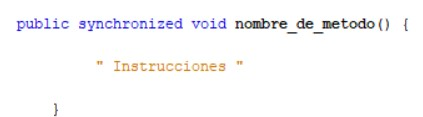 public synchronized void nombre_de_metodo() {
" Instrucciones "
}